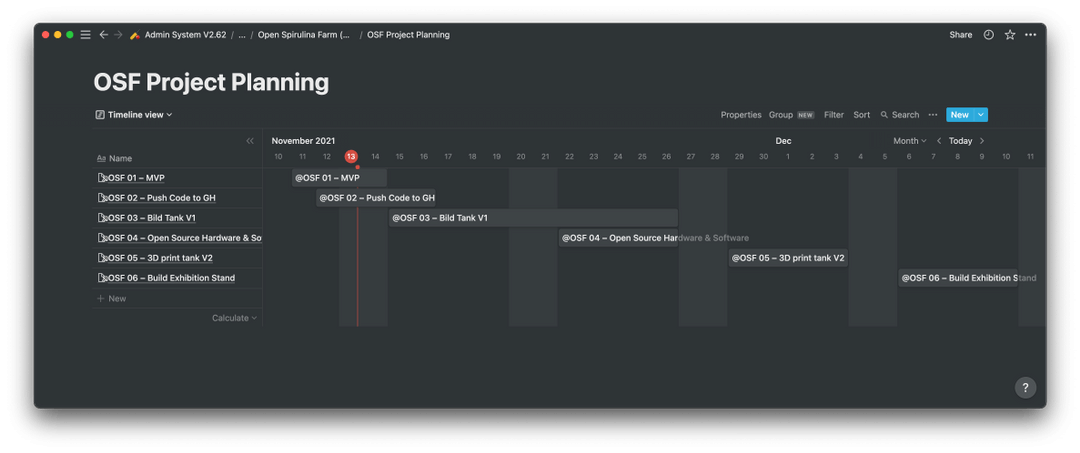 Admin System V2.62 / ... / Open Spirulina Farm (... / OSF Project Planning Share
OSF Project Planning
Timeline view Properties Group NEW Filter Sort Search ... New
November 2021 Dec Month Today
Aa Name 10 11 12 13 14 15 16 17 18 19 20 21 22 23 24 25 26 27 28 29 30 1 2 3 4 5 6 7 8 9 10 11
OSF 01 – MVP @OSF 01 – MVP
OSF 02 – Push Code to GH @OSF 02 – Push Code to GH
OSF 03 – Bild Tank V1 @OSF 03 – Bild Tank V1
OSF 04 – Open Source Hardware & So @OSF 04 – Open Source Hardware & Software
OSF 05 – 3D print tank V2 @OSF 05 – 3D print tank V2
OSF 06 – Build Exhibition Stand @OSF 06 – Build Exhibition Stand
+ New
Calculate
?